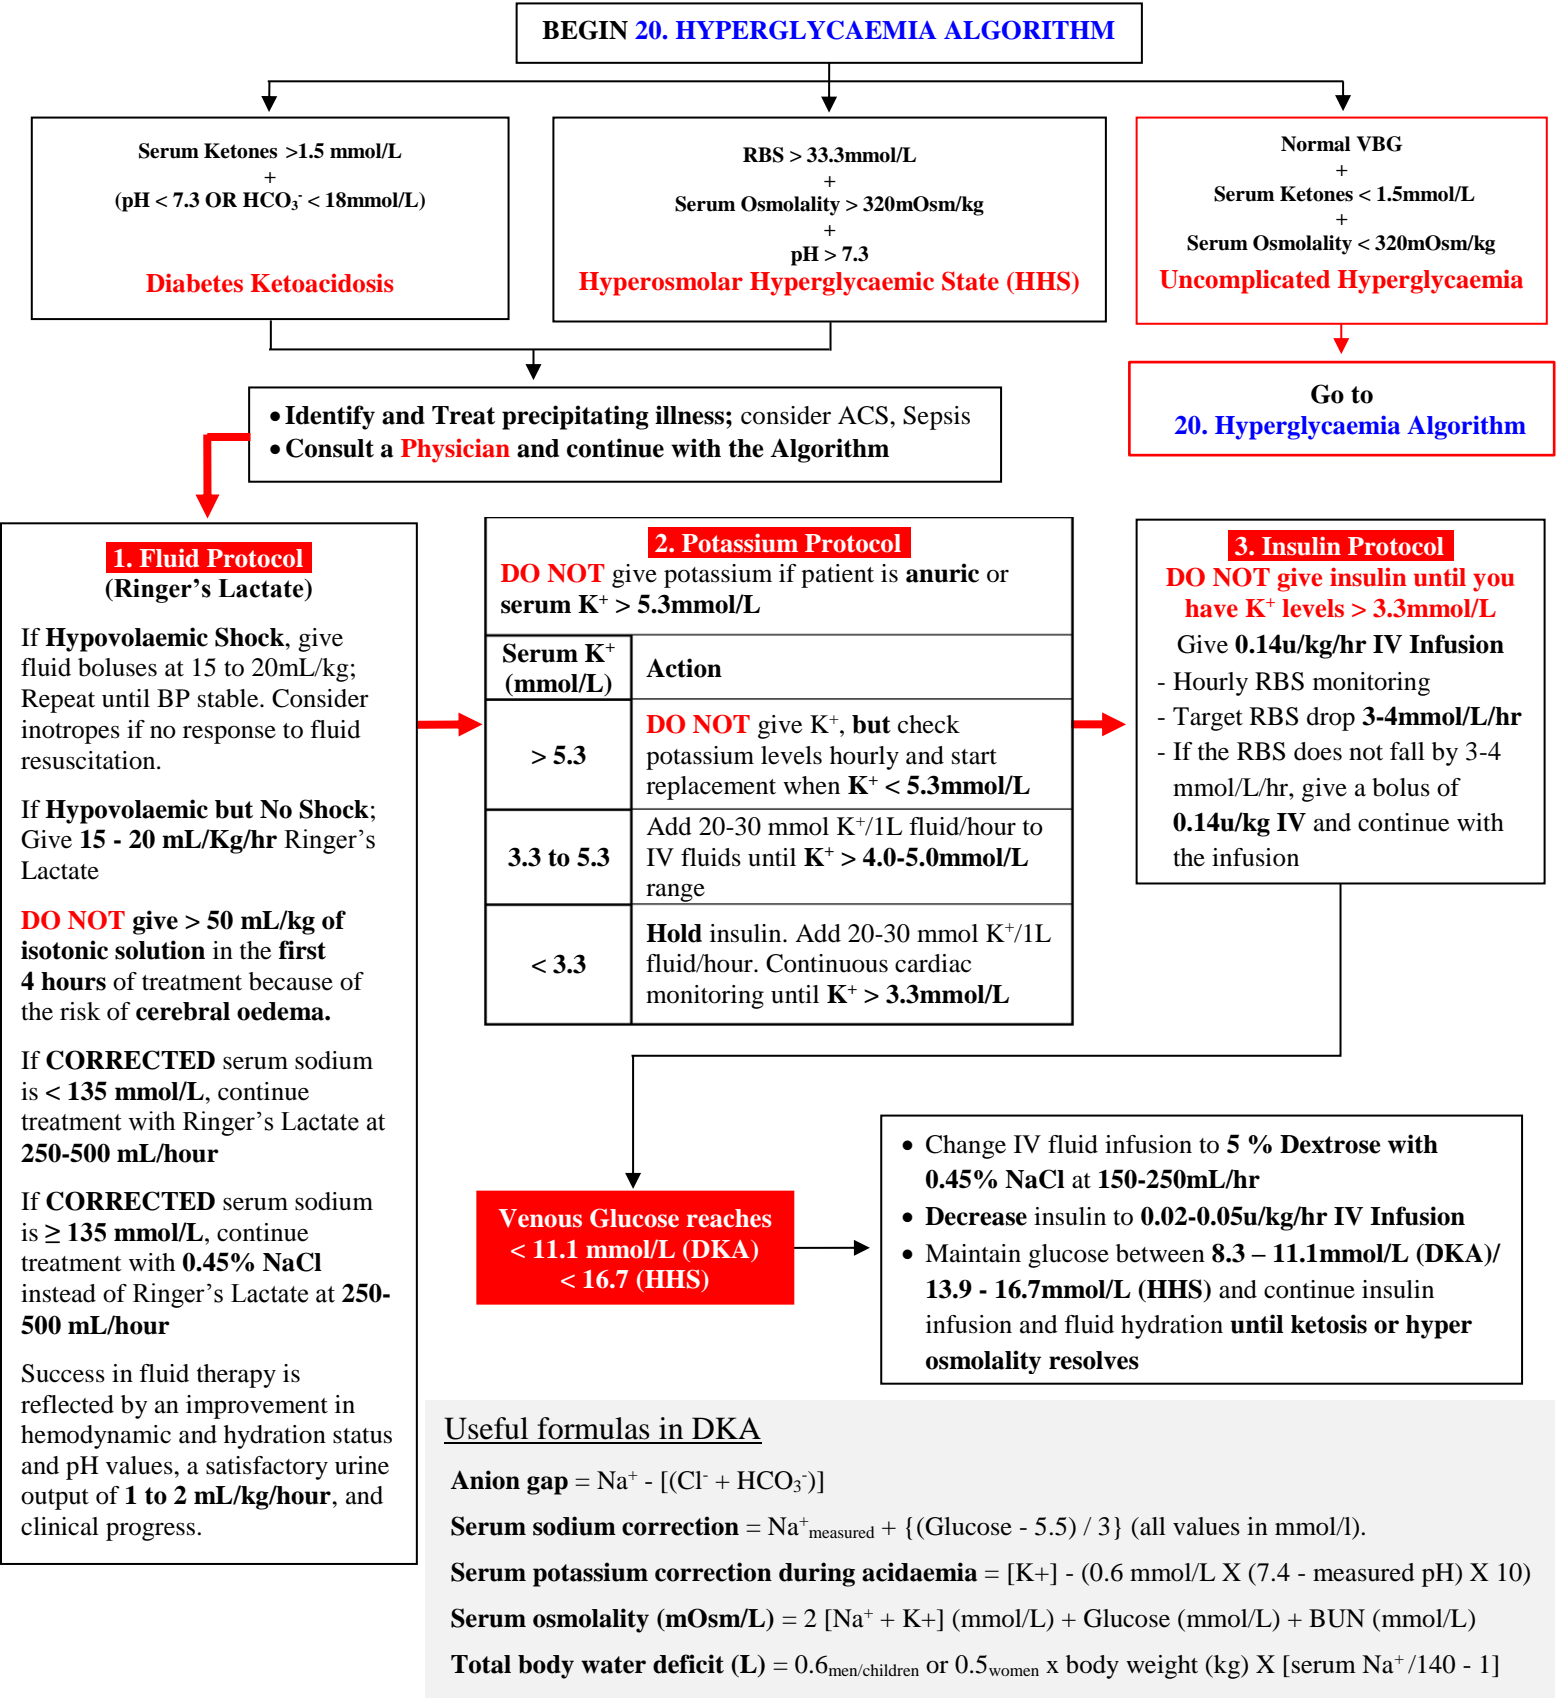 BEGIN 20. HYPERGLYCAEMIA ALGORITHM
Serum Ketones >1.5 mmol/L
+
(pH < 7.3 OR HCO₃⁻ < 18mmol/L)
Diabetes Ketoacidosis
RBS > 33.3mmol/L
+
Serum Osmolality > 320mOsm/kg
+
pH > 7.3
Hyperosmolar Hyperglycaemic State (HHS)
Normal VBG
+
Serum Ketones < 1.5mmol/L
+
Serum Osmolality < 320mOsm/kg
Uncomplicated Hyperglycaemia
Go to
20. Hyperglycaemia Algorithm
• Identify and Treat precipitating illness; consider ACS, Sepsis
• Consult a Physician and continue with the Algorithm
1. Fluid Protocol
(Ringer’s Lactate)
If Hypovolaemic Shock, give
fluid boluses at 15 to 20mL/kg;
Repeat until BP stable. Consider
inotropes if no response to fluid
resuscitation.
If Hypovolaemic but No Shock;
Give 15 - 20 mL/Kg/hr Ringer’s
Lactate
DO NOT give > 50 mL/kg of
isotonic solution in the first
4 hours of treatment because of
the risk of cerebral oedema.
If CORRECTED serum sodium
is < 135 mmol/L, continue
treatment with Ringer’s Lactate at
250-500 mL/hour
If CORRECTED serum sodium
is ≥ 135 mmol/L, continue
treatment with 0.45% NaCl
instead of Ringer’s Lactate at 250-
500 mL/hour
Success in fluid therapy is
reflected by an improvement in
hemodynamic and hydration status
and pH values, a satisfactory urine
output of 1 to 2 mL/kg/hour, and
clinical progress.
2. Potassium Protocol
DO NOT give potassium if patient is anuric or
serum K⁺ > 5.3mmol/L
Serum K⁺
(mmol/L)
Action
> 5.3
DO NOT give K⁺, but check
potassium levels hourly and start
replacement when K⁺ < 5.3mmol/L
3.3 to 5.3
Add 20-30 mmol K⁺/1L fluid/hour to
IV fluids until K⁺ > 4.0-5.0mmol/L
range
< 3.3
Hold insulin. Add 20-30 mmol K⁺/1L
fluid/hour. Continuous cardiac
monitoring until K⁺ > 3.3mmol/L
3. Insulin Protocol
DO NOT give insulin until you
have K⁺ levels > 3.3mmol/L
Give 0.14u/kg/hr IV Infusion
- Hourly RBS monitoring
- Target RBS drop 3-4mmol/L/hr
- If the RBS does not fall by 3-4
mmol/L/hr, give a bolus of
0.14u/kg IV and continue with
the infusion
Venous Glucose reaches
< 11.1 mmol/L (DKA)
< 16.7 (HHS)
• Change IV fluid infusion to 5 % Dextrose with
0.45% NaCl at 150-250mL/hr
• Decrease insulin to 0.02-0.05u/kg/hr IV Infusion
• Maintain glucose between 8.3 – 11.1mmol/L (DKA)/
13.9 - 16.7mmol/L (HHS) and continue insulin
infusion and fluid hydration until ketosis or hyper
osmolality resolves
Useful formulas in DKA
Anion gap = Na⁺ - [(Cl⁻ + HCO₃⁻)]
Serum sodium correction = Na⁺measured + {(Glucose - 5.5) / 3} (all values in mmol/l).
Serum potassium correction during acidaemia = [K+] - (0.6 mmol/L X (7.4 - measured pH) X 10)
Serum osmolality (mOsm/L) = 2 [Na⁺ + K+] (mmol/L) + Glucose (mmol/L) + BUN (mmol/L)
Total body water deficit (L) = 0.6men/children or 0.5women x body weight (kg) X [serum Na⁺/140 - 1]